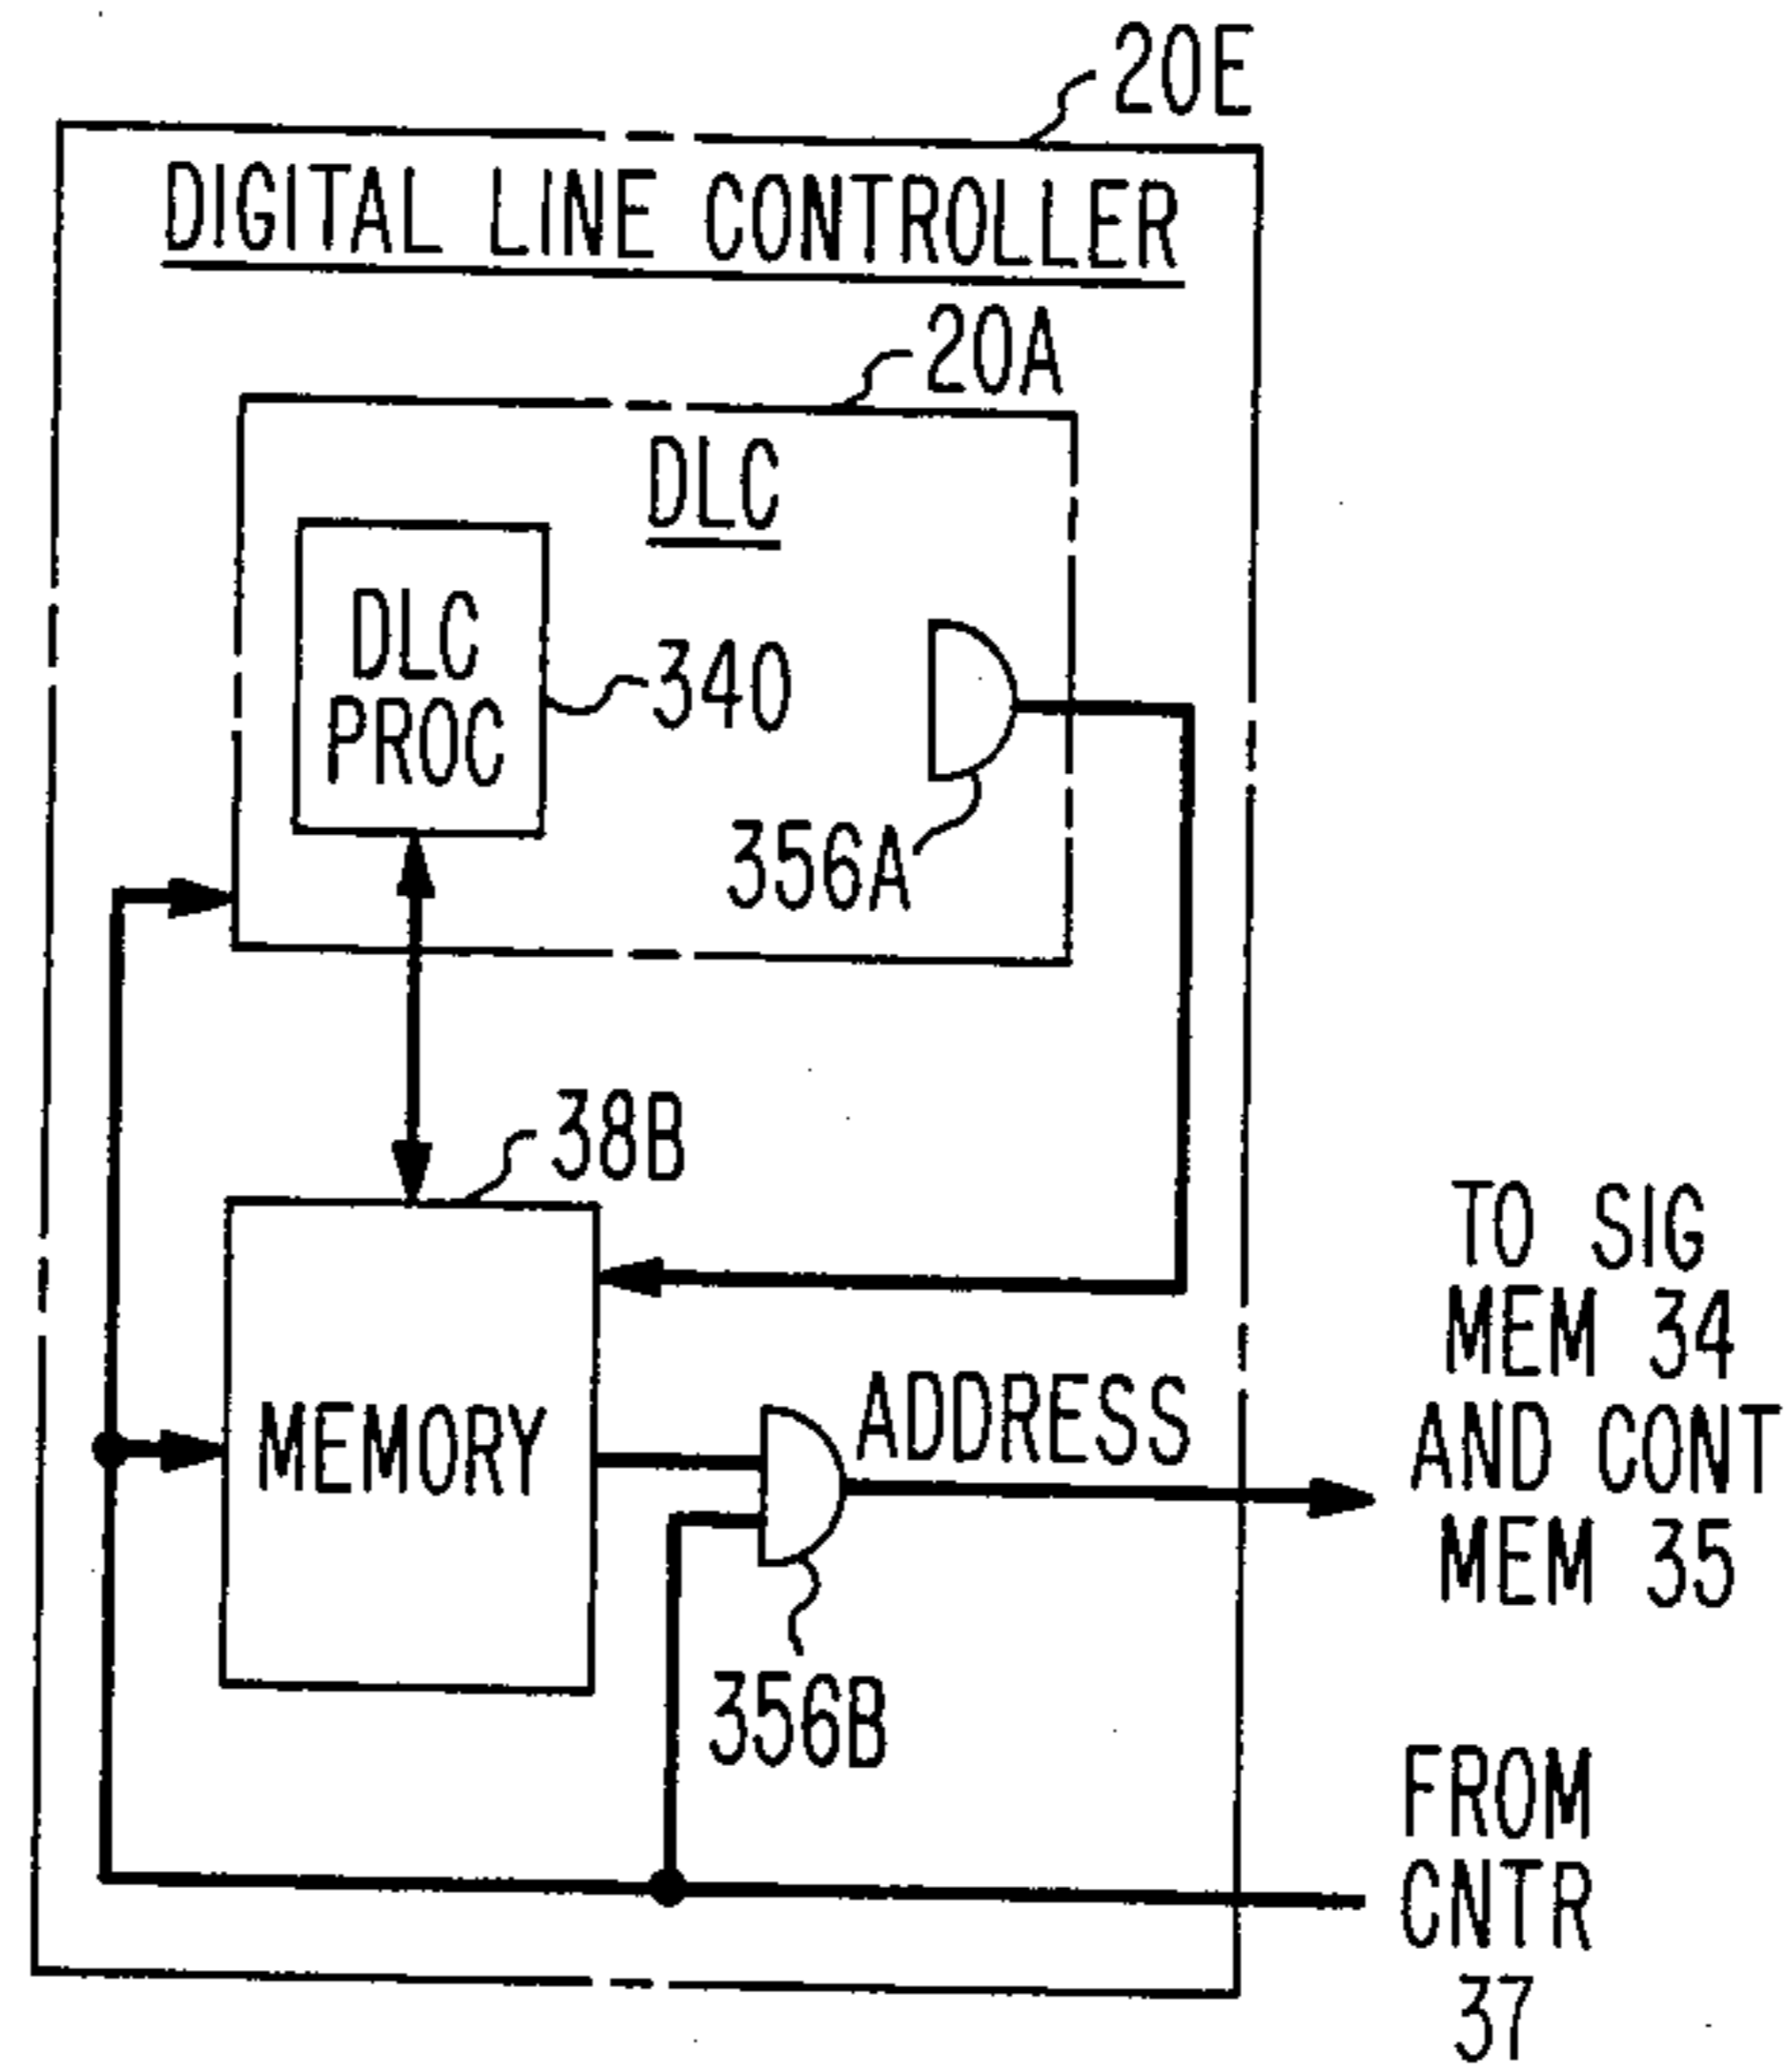 20E
DIGITAL LINE CONTROLLER
20A
DLC
DLC
PROC
340
356A
38B
MEMORY
ADDRESS
356B
TO SIG
MEM 34
AND CONT
MEM 35
FROM
CNTR
37